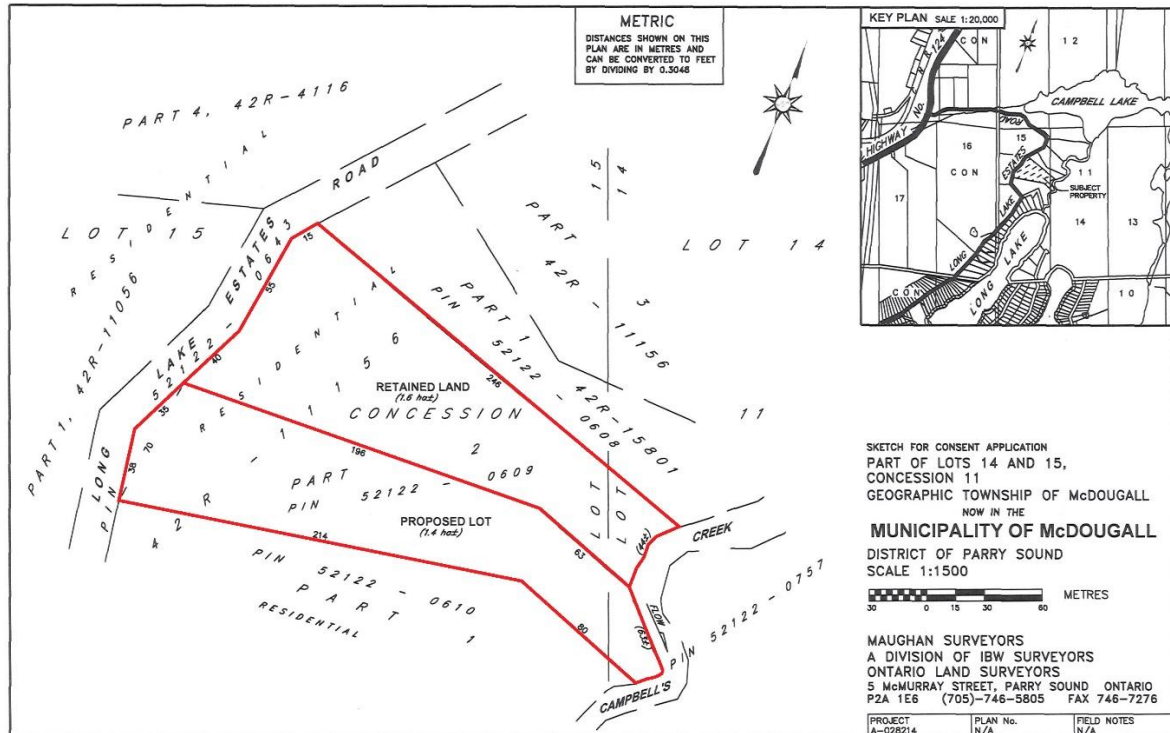 METRIC
DISTANCES SHOWN ON THIS
PLAN ARE IN METRES AND
CAN BE CONVERTED TO FEET
BY DIVIDING BY 0.3048
KEY PLAN SALE 1:20,000
CON
12
HIGHWAY No. 124
CAMPBELL LAKE
ROAD
16
15
CON
ESTATES
11
SUBJECT
PROPERTY
17
LAKE
14
13
LONG
LONG LAKE
CON
10
PART 4, 42R-4116
ROAD
LOT 15
RESIDENTIAL
PART 1, 42R-11056
LONG LAKE ESTATES
PIN 52122-0643
15
55
40
35
70
38
15
14
LOT 14
PART 3
42R-11156
PART 1
42R-15801
PIN 52122-0608
246
RESIDENTIAL
RETAINED LAND
(1.6 ha±)
CONCESSION
11
196
PART 2
42R-11156
PIN 52122-0609
PROPOSED LOT
(1.4 ha±)
LOT
LOT
63
(44±)
CREEK
214
PIN 52122-0610
PART 1
RESIDENTIAL
80
FLOW
(63±)
PIN 52122-0757
CAMPBELL'S
SKETCH FOR CONSENT APPLICATION
PART OF LOTS 14 AND 15,
CONCESSION 11
GEOGRAPHIC TOWNSHIP OF McDOUGALL
NOW IN THE
MUNICIPALITY OF McDOUGALL
DISTRICT OF PARRY SOUND
SCALE 1:1500
30 0 15 30 60 METRES
MAUGHAN SURVEYORS
A DIVISION OF IBW SURVEYORS
ONTARIO LAND SURVEYORS
5 McMURRAY STREET, PARRY SOUND ONTARIO
P2A 1E6 (705)-746-5805 FAX 746-7276
PROJECT PLAN No. FIELD NOTES
A-028214 N/A N/A